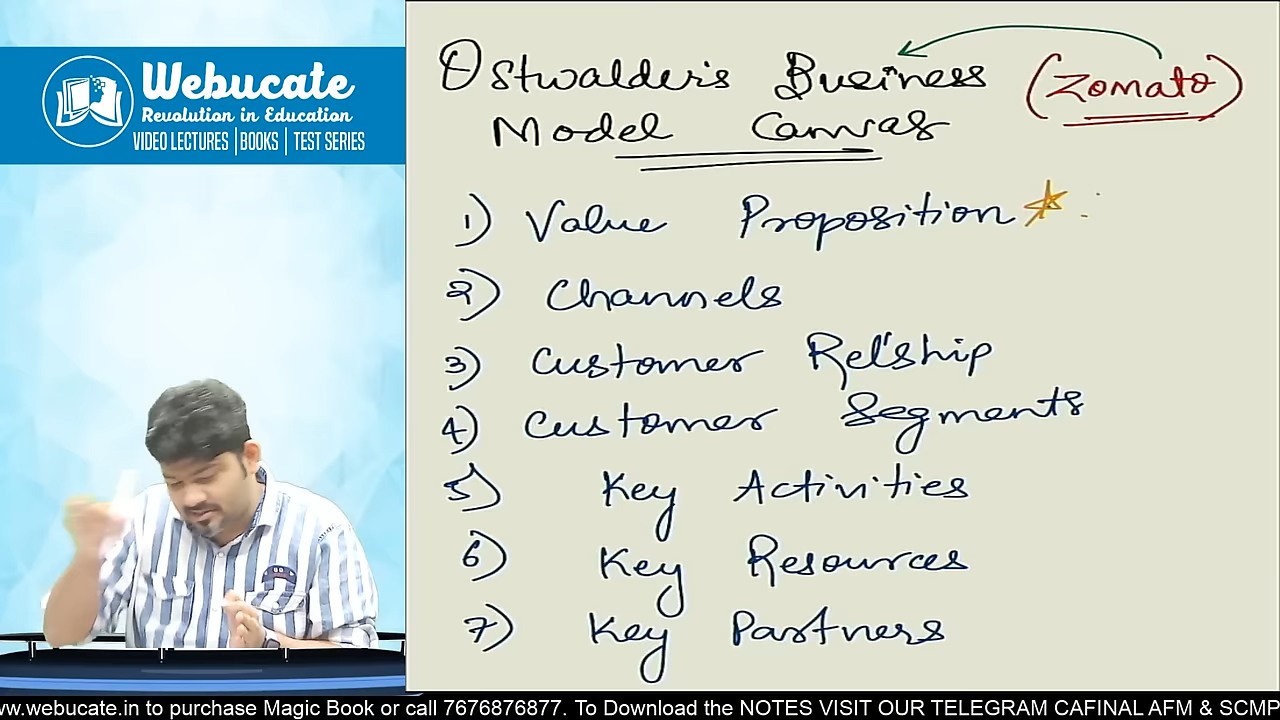 Webucate
Revolution in Education
VIDEO LECTURES | BOOKS | TEST SERIES
Ostwalder's Business (Zomato)
Model Canvas
1) Value Proposition * :
2) Channels
3) Customer Rel'ship
4) Customer Segments
5) Key Activities
6) Key Resources
7) Key Partners
ww.webucate.in to purchase Magic Book or call 7676876877. To Download the NOTES VISIT OUR TELEGRAM CAFINAL AFM & SCMP